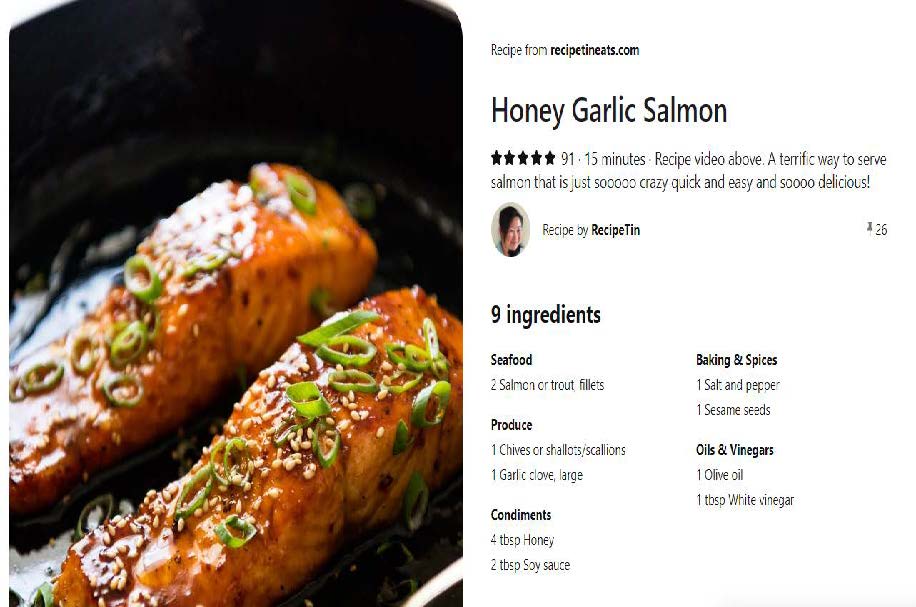 Recipe from recipetineats.com
Honey Garlic Salmon
★★★★★ 91 · 15 minutes · Recipe video above. A terrific way to serve
salmon that is just sooooo crazy quick and easy and soooo delicious!
Recipe by RecipeTin
26
9 ingredients
Seafood
2 Salmon or trout, fillets
Produce
1 Chives or shallots/scallions
1 Garlic clove, large
Condiments
4 tbsp Honey
2 tbsp Soy sauce
Baking & Spices
1 Salt and pepper
1 Sesame seeds
Oils & Vinegars
1 Olive oil
1 tbsp White vinegar